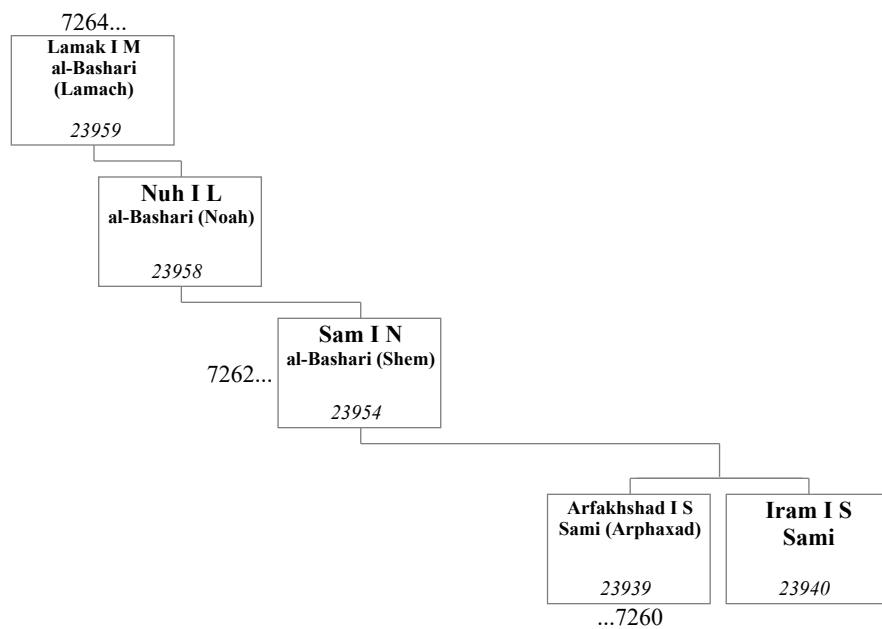 7264...
Lamak I M
al-Bashari
(Lamach)
23959
Nuh I L
al-Bashari (Noah)
23958
Sam I N
al-Bashari (Shem)
7262...
23954
Arfakhshad I S
Sami (Arphaxad)
23939
...7260
Iram I S
Sami
23940